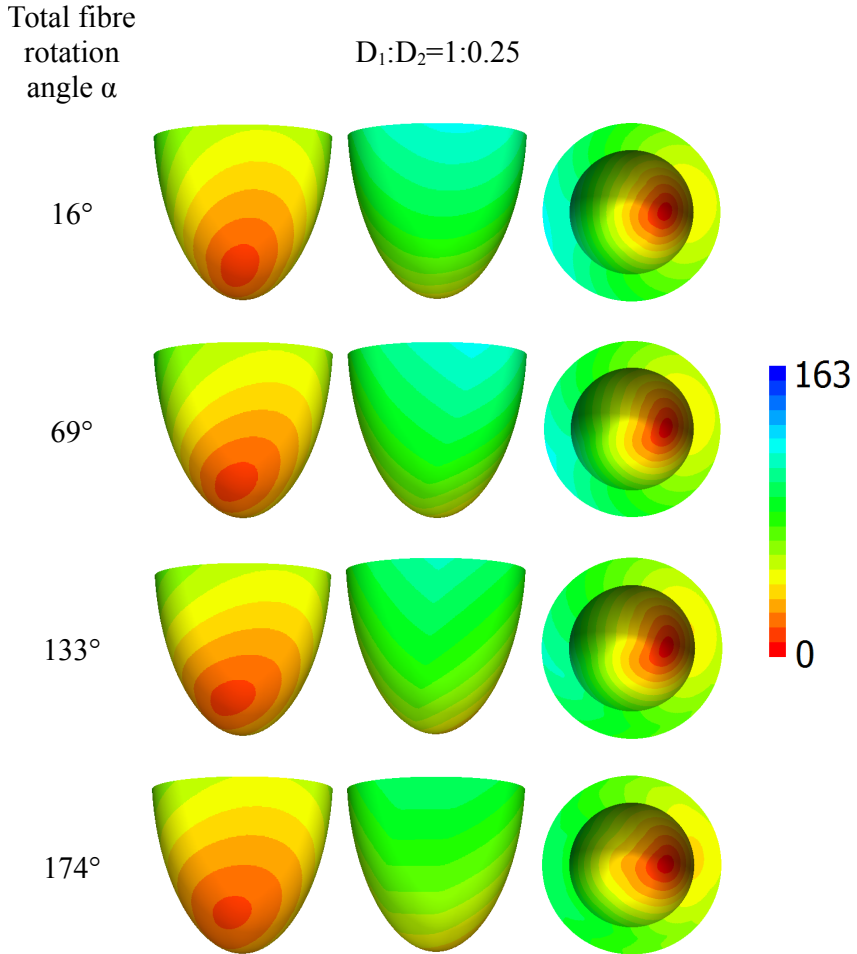 Total fibre
rotation
angle α
D₁:D₂=1:0.25
16°
69°
163
133°
0
174°